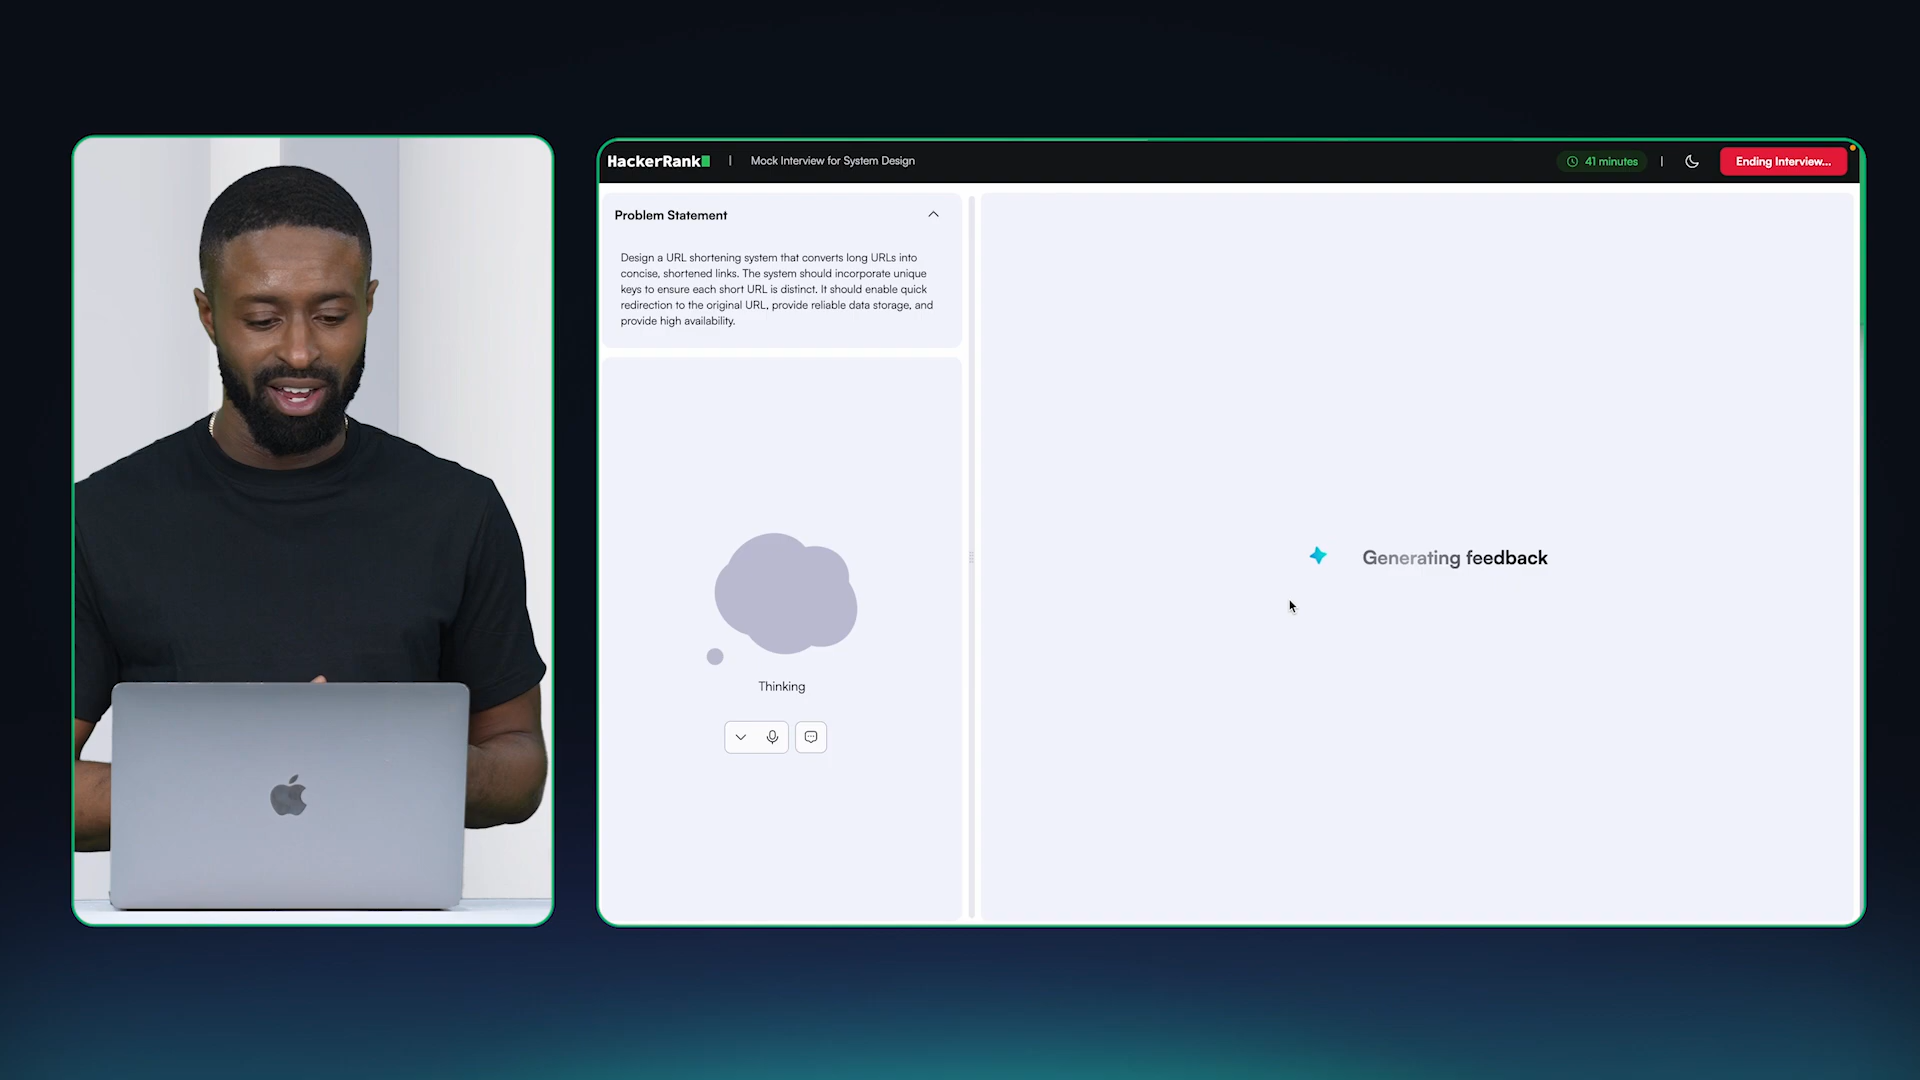 HackerRank | Mock Interview for System Design
41 minutes | Ending Interview...
Problem Statement
Design a URL shortening system that converts long URLs into
concise, shortened links. The system should incorporate unique
keys to ensure each short URL is distinct. It should enable quick
redirection to the original URL, provide reliable data storage, and
provide high availability.
Thinking
Generating feedback